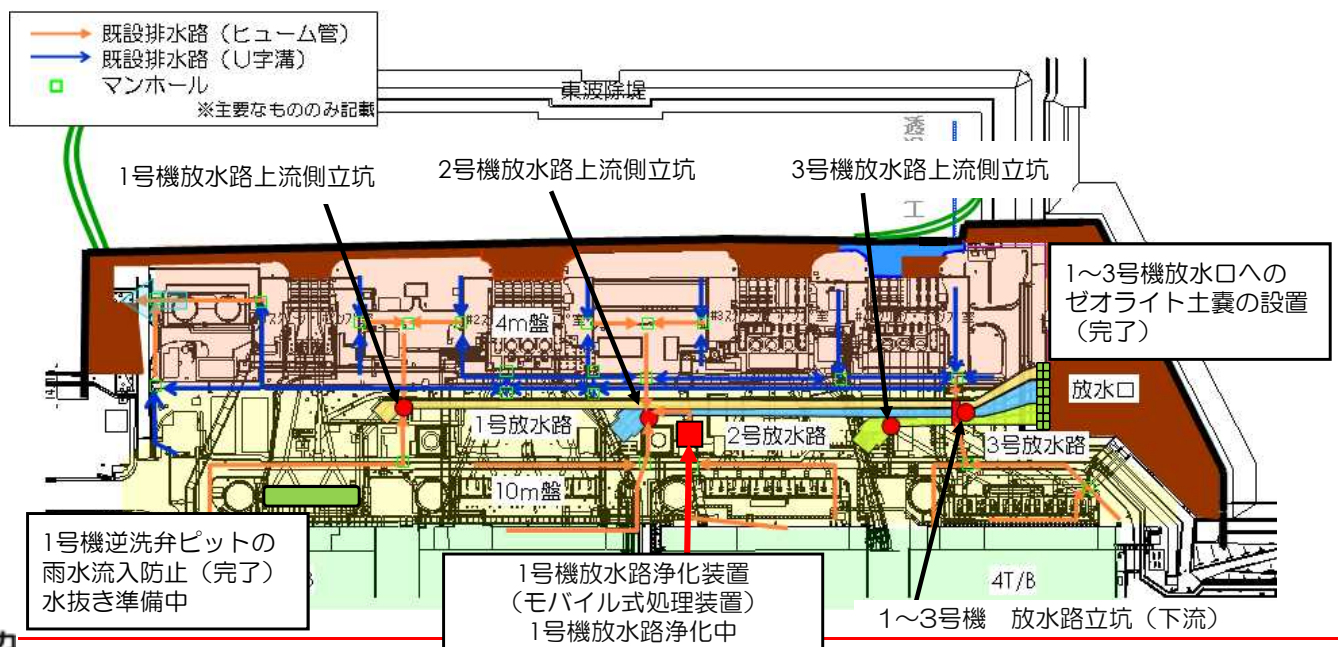 既設排水路（ヒューム管）
既設排水路（U字溝）
マンホール
※主要なもののみ記載
東波除堤
1号機放水路上流側立坑
2号機放水路上流側立坑
3号機放水路上流側立坑
透
工
1～3号機放水口への
ゼオライト土嚢の設置
（完了）
4m盤
放水口
1号放水路
2号放水路
3号放水路
10m盤
1号機逆洗弁ピットの
雨水流入防止（完了）
水抜き準備中
1号機放水路浄化装置
（モバイル式処理装置）
1号機放水路浄化中
4T/B
1～3号機　放水路立坑（下流）